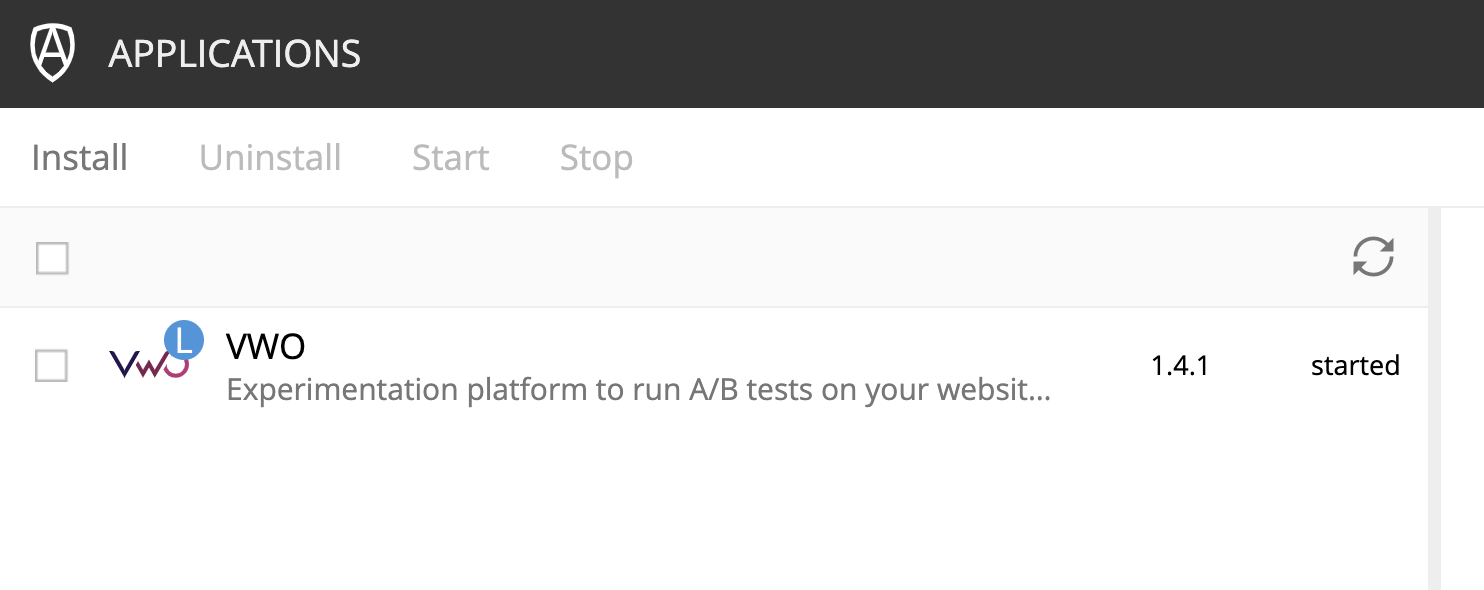 APPLICATIONS
Install Uninstall Start Stop
L
VWO
VWO
Experimentation platform to run A/B tests on your websit...
1.4.1 started